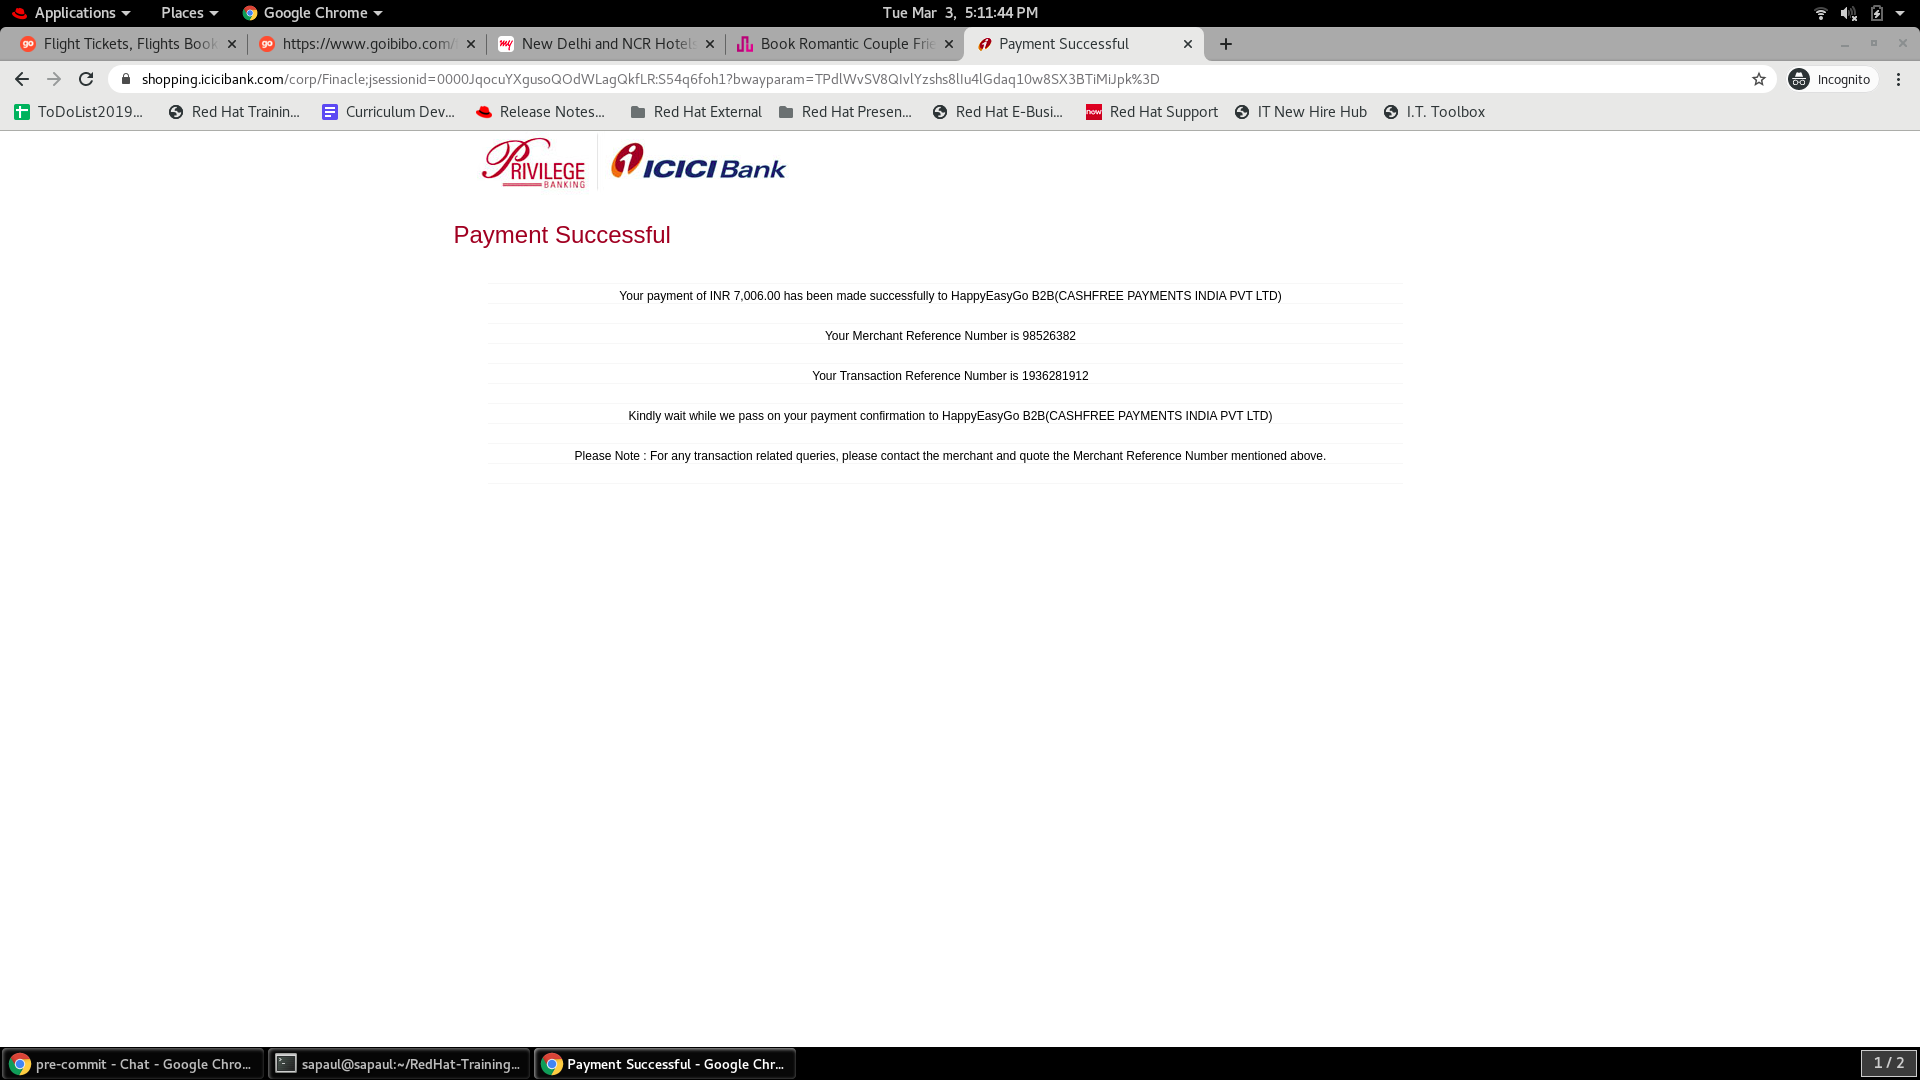 Applications Places Google Chrome Tue Mar 3, 5:11:44 PM
Flight Tickets, Flights Book https://www.goibibo.com/ New Delhi and NCR Hotels Book Romantic Couple Frie Payment Successful
shopping.icicibank.com/corp/Finacle;jsessionid=0000JqocuYXgusoQOdWLagQkfLR:S54q6foh1?bwayparam=TPdlWvSV8QIvlYzshs8lIu4lGdaq10w8SX3BTiMiJpk%3D Incognito
ToDoList2019... Red Hat Trainin... Curriculum Dev... Release Notes... Red Hat External Red Hat Presen... Red Hat E-Busi... now Red Hat Support IT New Hire Hub I.T. Toolbox
PRIVILEGE BANKING ICICI Bank
Payment Successful
Your payment of INR 7,006.00 has been made successfully to HappyEasyGo B2B(CASHFREE PAYMENTS INDIA PVT LTD)
Your Merchant Reference Number is 98526382
Your Transaction Reference Number is 1936281912
Kindly wait while we pass on your payment confirmation to HappyEasyGo B2B(CASHFREE PAYMENTS INDIA PVT LTD)
Please Note : For any transaction related queries, please contact the merchant and quote the Merchant Reference Number mentioned above.
pre-commit - Chat - Google Chro... sapaul@sapaul:~/RedHat-Training... Payment Successful - Google Chr... 1 / 2